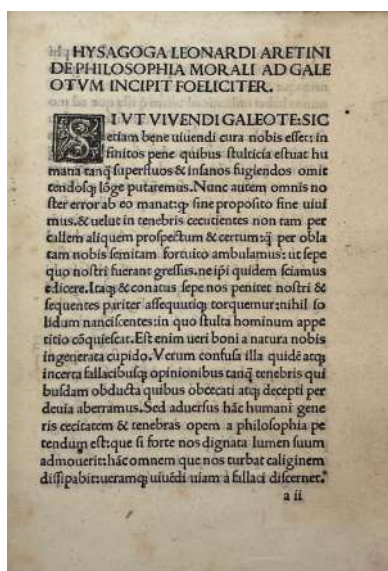 HYSAGOGA LEONARDI ARETINI
DE PHILOSOPHIA MORALI AD GALE
OTVM INCIPIT FOELICITER.
SI VT VIVENDI GALEOTE: SIC
etiam bene uiuendi cura nobis esset: in
finitos pene quibus stulticia estuat hu
mana tanq̃ superfluos & insanos fugiendos omit
tendosq; lõge putaremus. Nunc autem omnis no
ster error ab eo manat: q̃ sine proposito fine uiui
mus. & uelut in tenebris cecutientes non tam per
callem aliquem prospectum & certum: q̃ per obla
tam nobis semitam fortuito ambulamus: ut sepe
quo nostri fuerant gressus. ne ipi quidem sciamus
edicere. Itaq; & conatus sepe nos penitet nostri &
sequentes pariter assequutiq; torquemur: nihil so
lidum nanciscentes: in quo stulta hominum appe
titio cõquiescat. Est enim ueri boni a natura nobis
ingenerata cupido. Verum confusa illa quidẽ atq;
incerta fallacibusq; opinionibus tanq̃ tenebris qui
busdam obducta quibus obcecati atq; decepti per
deuia aberramus. Sed aduersus hãc humani gene
ris cecitatem & tenebras opem a philosophia pe
tendum est: que si forte nos dignata lumen suum
admouerit: hãc omnem que nos turbat caliginem
dissipabit: ueramq; uiuẽdi uiam a fallaci discernet.
a ii